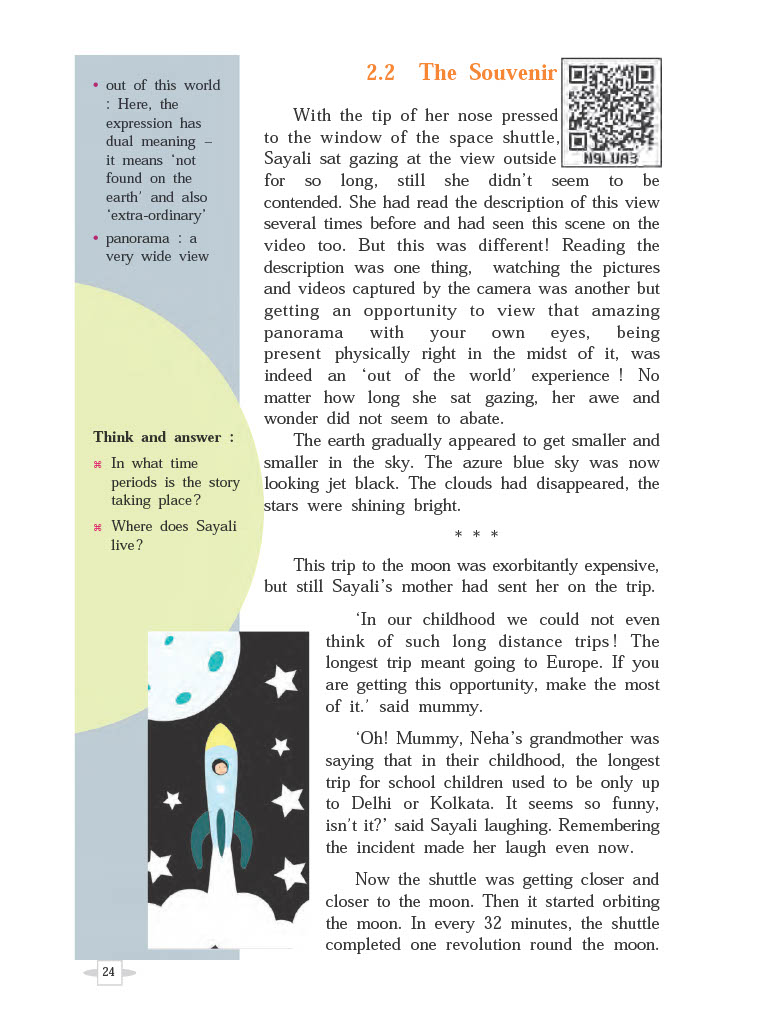 • out of this world
: Here, the
expression has
dual meaning –
it means ‘not
found on the
earth’ and also
‘extra-ordinary’
• panorama : a
very wide view
Think and answer :
⌘ In what time
periods is the story
taking place?
⌘ Where does Sayali
live?
2.2 The Souvenir
N9LUA3
With the tip of her nose pressed
to the window of the space shuttle,
Sayali sat gazing at the view outside
for so long, still she didn’t seem to be
contended. She had read the description of this view
several times before and had seen this scene on the
video too. But this was different! Reading the
description was one thing, watching the pictures
and videos captured by the camera was another but
getting an opportunity to view that amazing
panorama with your own eyes, being
present physically right in the midst of it, was
indeed an ‘out of the world’ experience ! No
matter how long she sat gazing, her awe and
wonder did not seem to abate.
The earth gradually appeared to get smaller and
smaller in the sky. The azure blue sky was now
looking jet black. The clouds had disappeared, the
stars were shining bright.
* * *
This trip to the moon was exorbitantly expensive,
but still Sayali’s mother had sent her on the trip.
‘In our childhood we could not even
think of such long distance trips! The
longest trip meant going to Europe. If you
are getting this opportunity, make the most
of it.’ said mummy.
‘Oh! Mummy, Neha’s grandmother was
saying that in their childhood, the longest
trip for school children used to be only up
to Delhi or Kolkata. It seems so funny,
isn’t it?’ said Sayali laughing. Remembering
the incident made her laugh even now.
Now the shuttle was getting closer and
closer to the moon. Then it started orbiting
the moon. In every 32 minutes, the shuttle
completed one revolution round the moon.
24